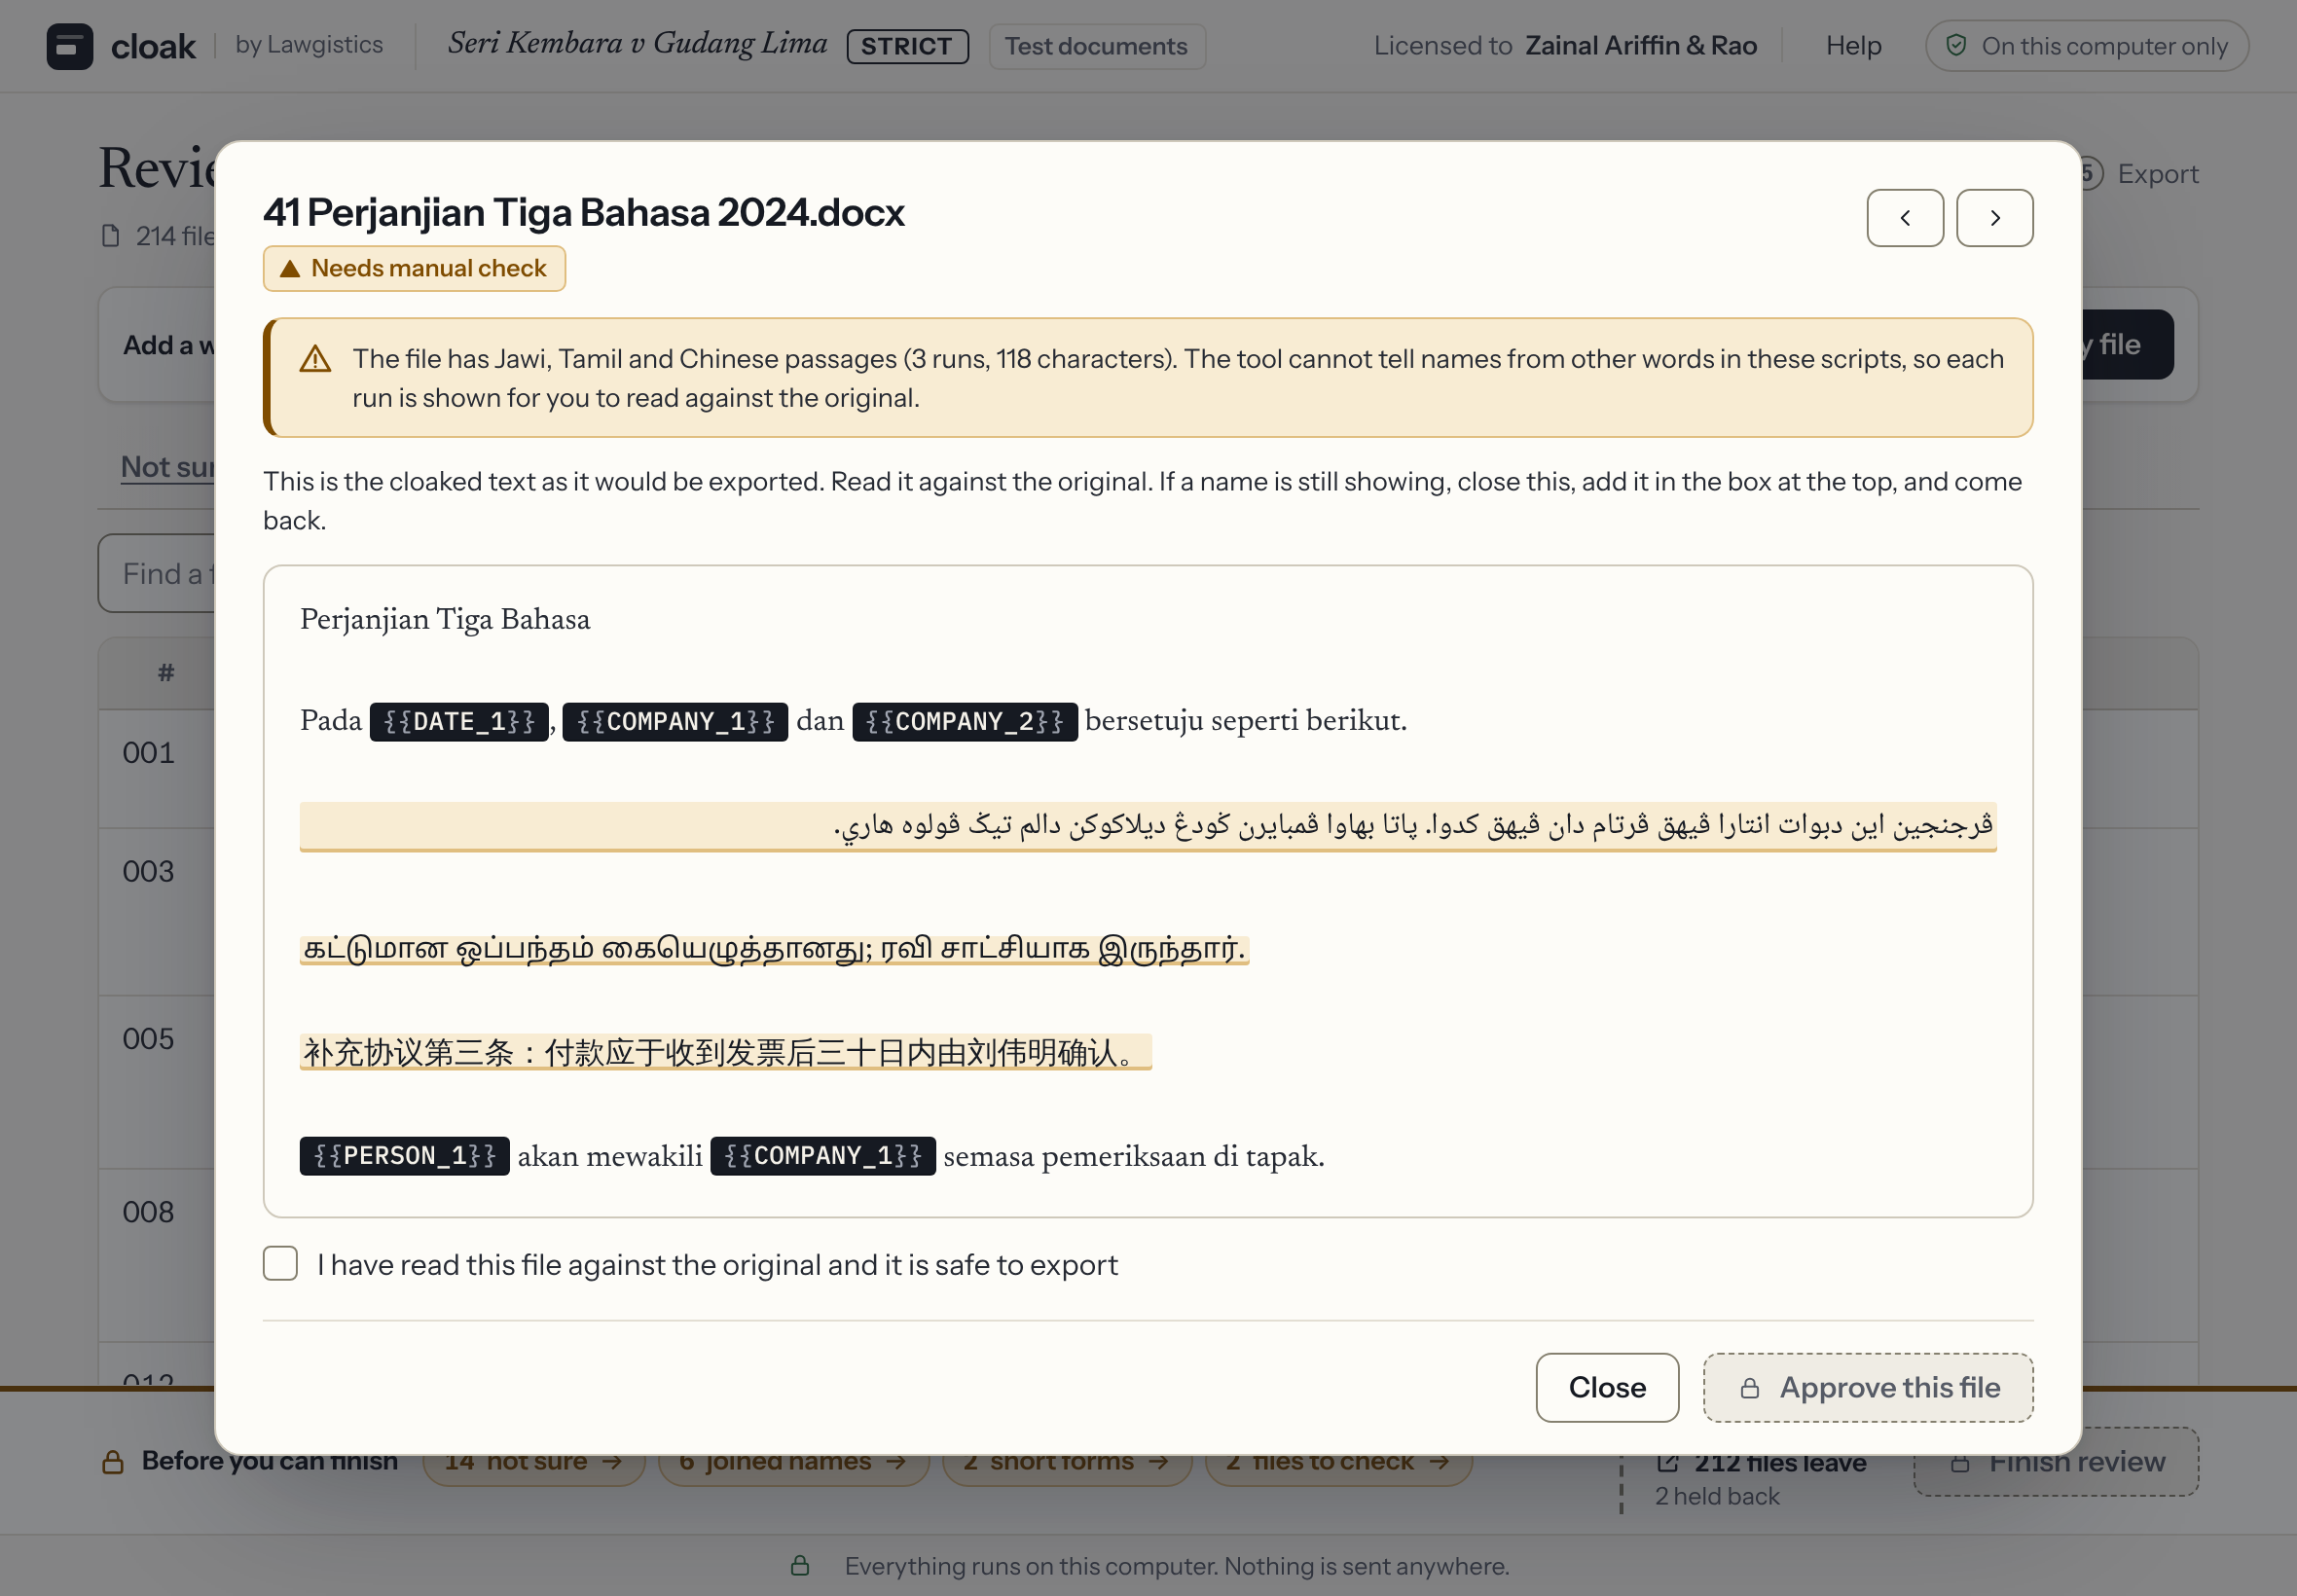 cloak by Lawgistics Seri Kembara v Gudang Lima STRICT Test documents Licensed to Zainal Ariffin & Rao Help On this computer only
Export
214
Add a
Not
Find a
#
001
003
005
008
41 Perjanjian Tiga Bahasa 2024.docx
Needs manual check
The file has Jawi, Tamil and Chinese passages (3 runs, 118 characters). The tool cannot tell names from other words in these scripts, so each
run is shown for you to read against the original.
This is the cloaked text as it would be exported. Read it against the original. If a name is still showing, close this, add it in the box at the top, and come
back.
Perjanjian Tiga Bahasa
Pada {{DATE_1}}, {{COMPANY_1}} dan {{COMPANY_2}} bersetuju seperti berikut.
ڤرجنجين اين دبوات انتارا ڤيهق ڤرتام دان ڤيهق كدوا. ڤاتا بهاوا ڤمبايرن ݢودڠ ديلاكوكن دالم تيݢ ڤولوه هاري.
கட்டுமான ஒப்பந்தம் கையெழுத்தானது; ரவி சாட்சியாக இருந்தார்.
补充协议第三条：付款应于收到发票后三十日内由刘伟明确认。
{{PERSON_1}} akan mewakili {{COMPANY_1}} semasa pemeriksaan di tapak.
I have read this file against the original and it is safe to export
Close Approve this file
Before you can finish 14 not sure → 6 joined names → 2 short forms → 2 files to check → 212 files leave Finish review
2 held back
Everything runs on this computer. Nothing is sent anywhere.